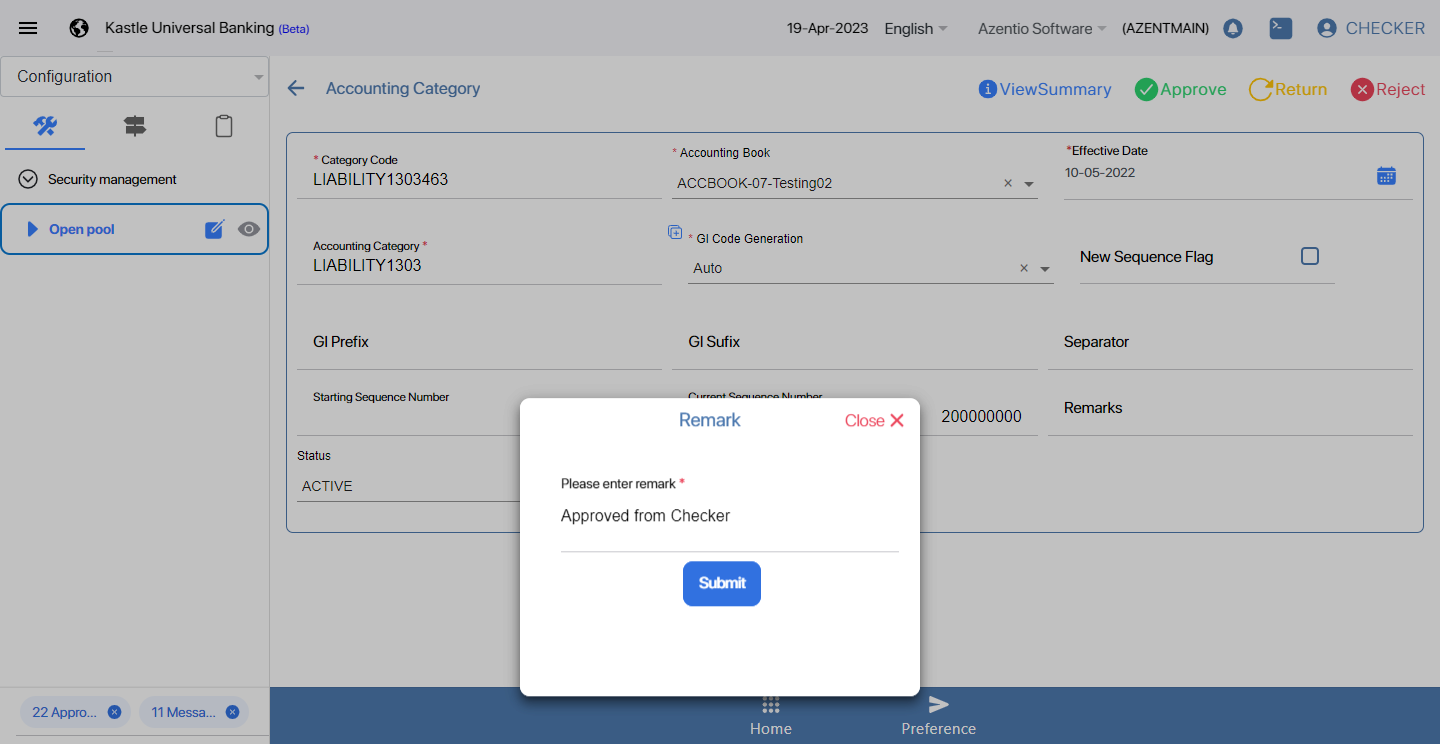 Kastle Universal Banking (Beta)
19-Apr-2023
English
Azentio Software
(AZENTMAIN)
CHECKER
Configuration
Accounting Category
ViewSummary
Approve
Return
Reject
Security management
Open pool
* Category Code
LIABILITY1303463
* Accounting Book
ACCBOOK-07-Testing02
*Effective Date
10-05-2022
Accounting Category *
LIABILITY1303
* Gl Code Generation
Auto
New Sequence Flag
Gl Prefix
Gl Sufix
Separator
Starting Sequence Number
Current Sequence Number
200000000
Remarks
Status
ACTIVE
Remark
Close
Please enter remark *
Approved from Checker
Submit
22 Appro...
11 Messa...
Home
Preference